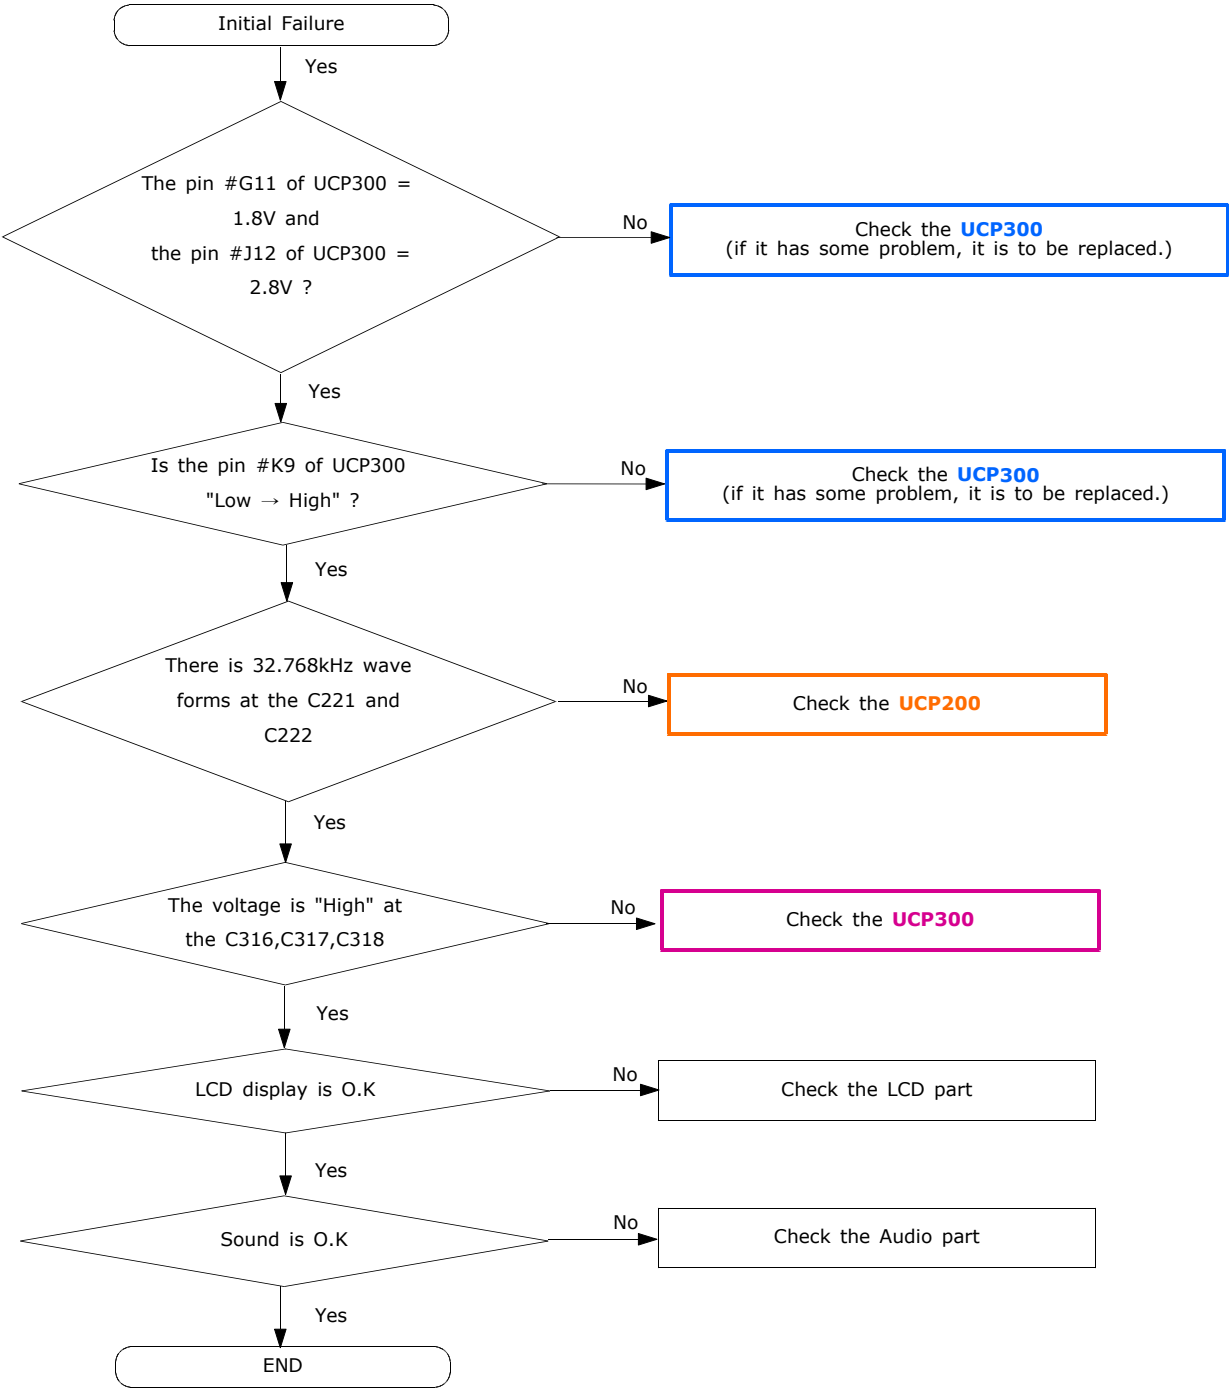 Initial Failure
Yes
The pin #G11 of UCP300 =
1.8V and
the pin #J12 of UCP300 =
2.8V ?
No
Check the UCP300
(if it has some problem, it is to be replaced.)
Yes
Is the pin #K9 of UCP300
"Low → High" ?
No
Check the UCP300
(if it has some problem, it is to be replaced.)
Yes
There is 32.768kHz wave
forms at the C221 and
C222
No
Check the UCP200
Yes
The voltage is "High" at
the C316,C317,C318
No
Check the UCP300
Yes
LCD display is O.K
No
Check the LCD part
Yes
Sound is O.K
No
Check the Audio part
Yes
END